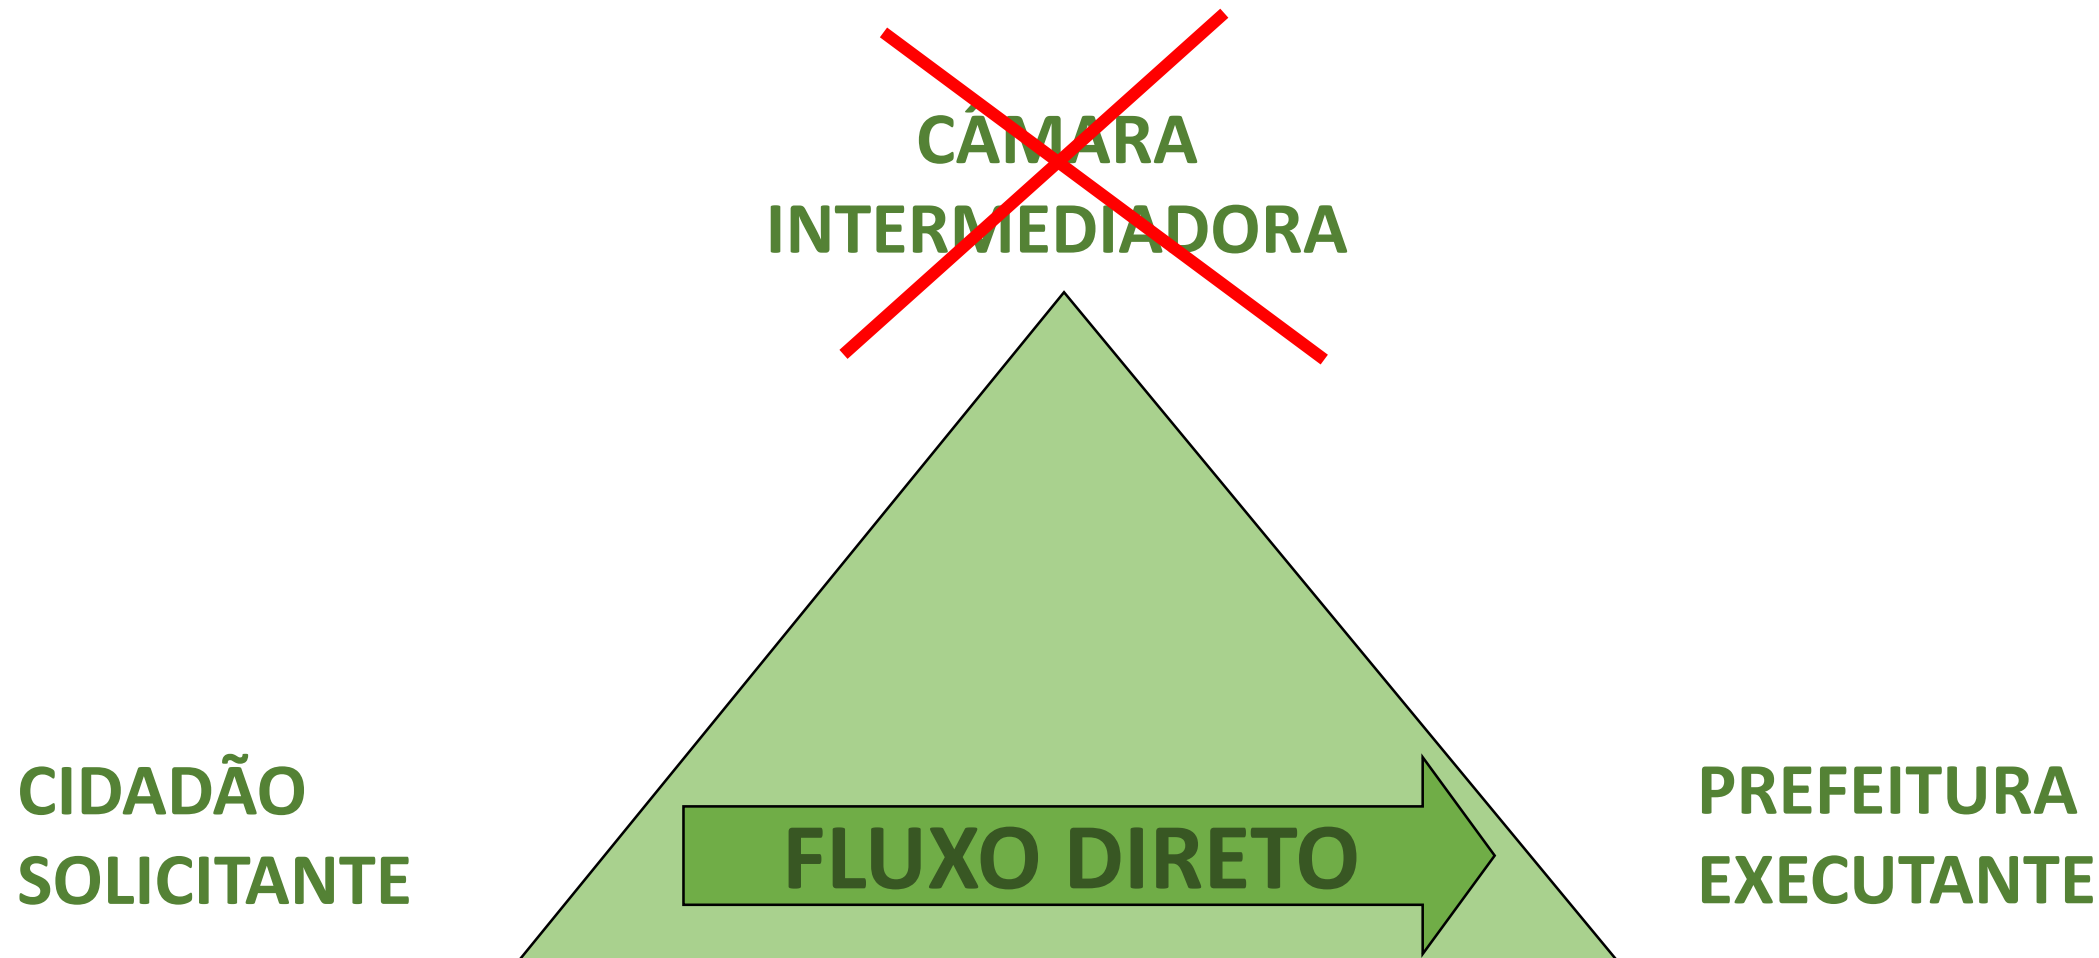 CÂMARA
INTERMEDIADORA
CIDADÃO
SOLICITANTE
FLUXO DIRETO
PREFEITURA
EXECUTANTE